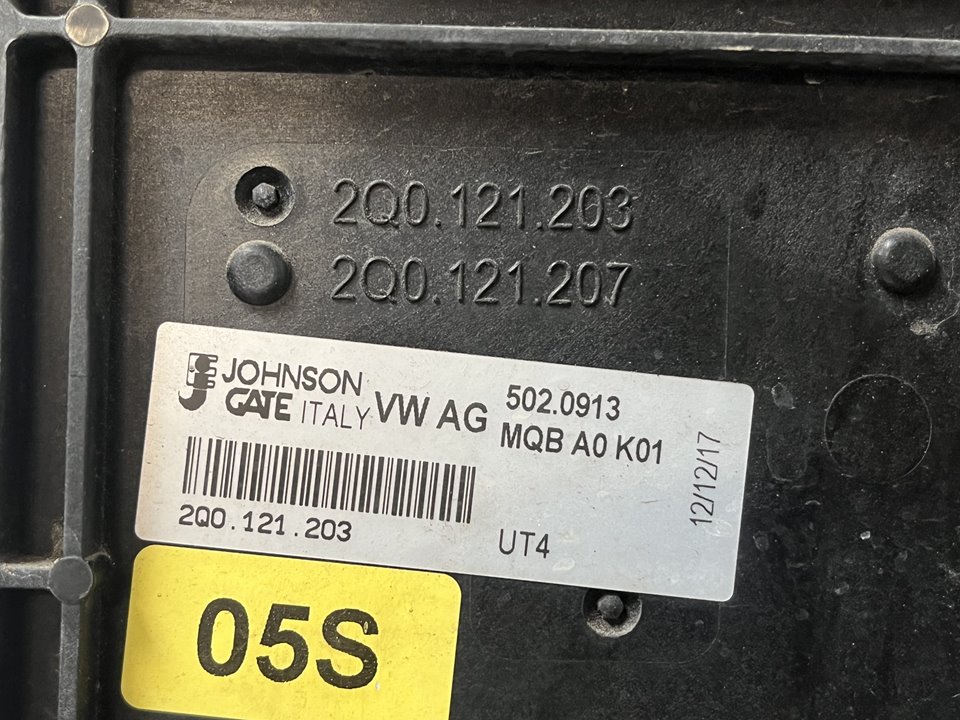 2Q0.121.203
2Q0.121.207
JOHNSON
GATE ITALY VW AG
502.0913
MQB A0 K01
12/12/17
2Q0.121.203
UT4
05S